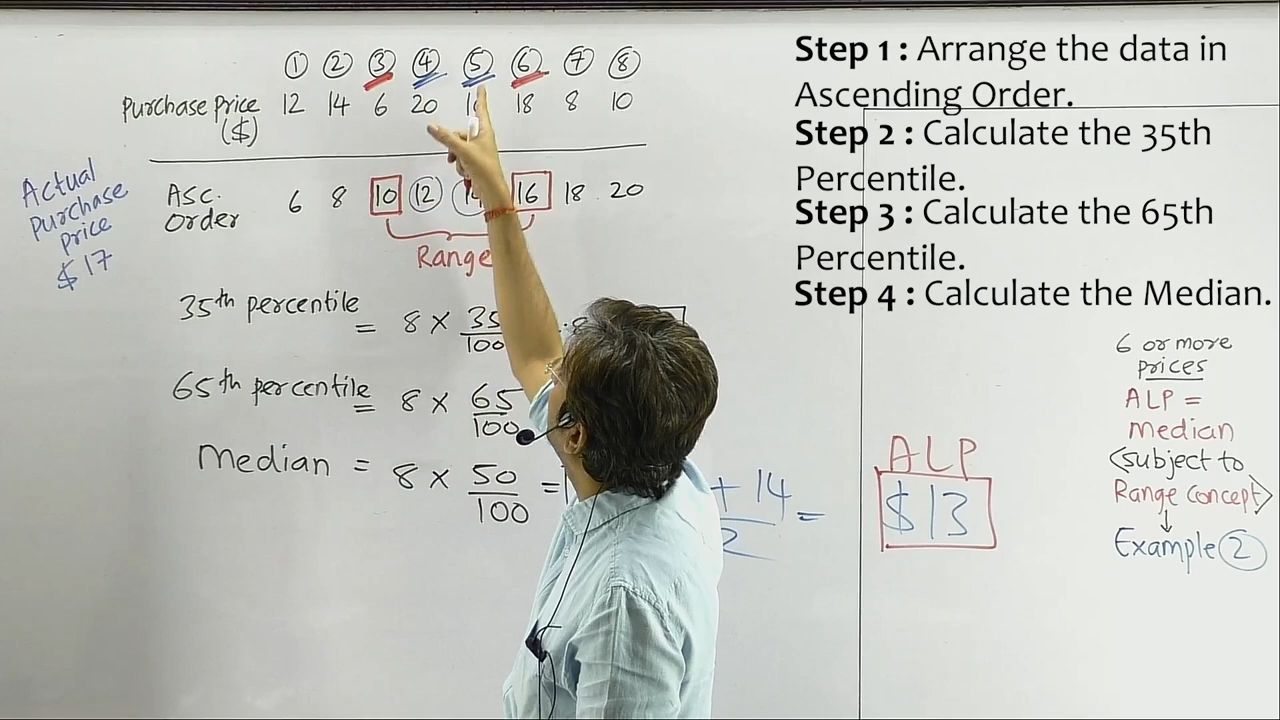 ① ② ③ ④ ⑤ ⑥ ⑦ ⑧
Purchase Price 12 14 6 20 18 8 10
($)
Asc. 6 8 10 12 14 16 18 20
Order
Range
Actual
Purchase
Price
$17
35th percentile = 8 × 35/100
65th percentile = 8 × 65/100
Median = 8 × 50/100 =
+ 14
2
=
ALP
$13
Step 1 : Arrange the data in
Ascending Order.
Step 2 : Calculate the 35th
Percentile.
Step 3 : Calculate the 65th
Percentile.
Step 4 : Calculate the Median.
6 or more
prices
ALP =
median
<subject to
Range concept>
↓
Example ②